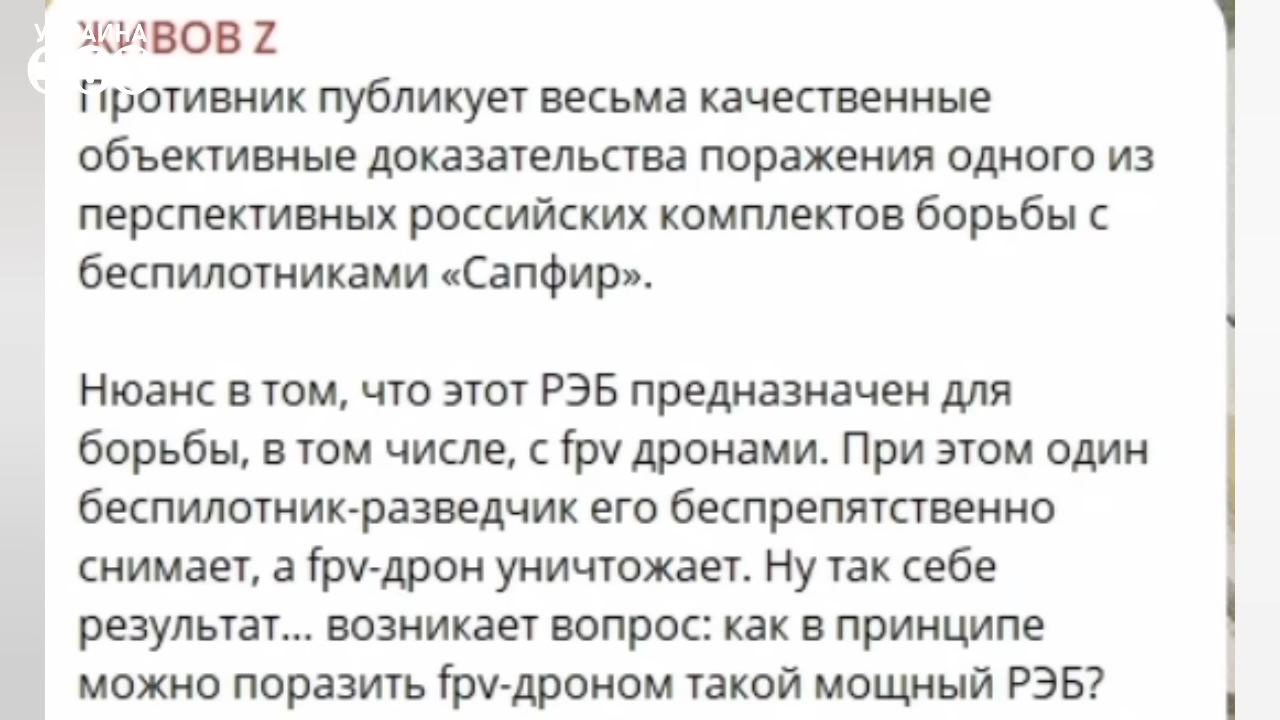 УКРАИНА
ЖИВОВ Z
Противник публикует весьма качественные
объективные доказательства поражения одного из
перспективных российских комплектов борьбы с
беспилотниками «Сапфир».
Нюанс в том, что этот РЭБ предназначен для
борьбы, в том числе, с fpv дронами. При этом один
беспилотник-разведчик его беспрепятственно
снимает, а fpv-дрон уничтожает. Ну так себе
результат... возникает вопрос: как в принципе
можно поразить fpv-дроном такой мощный РЭБ?